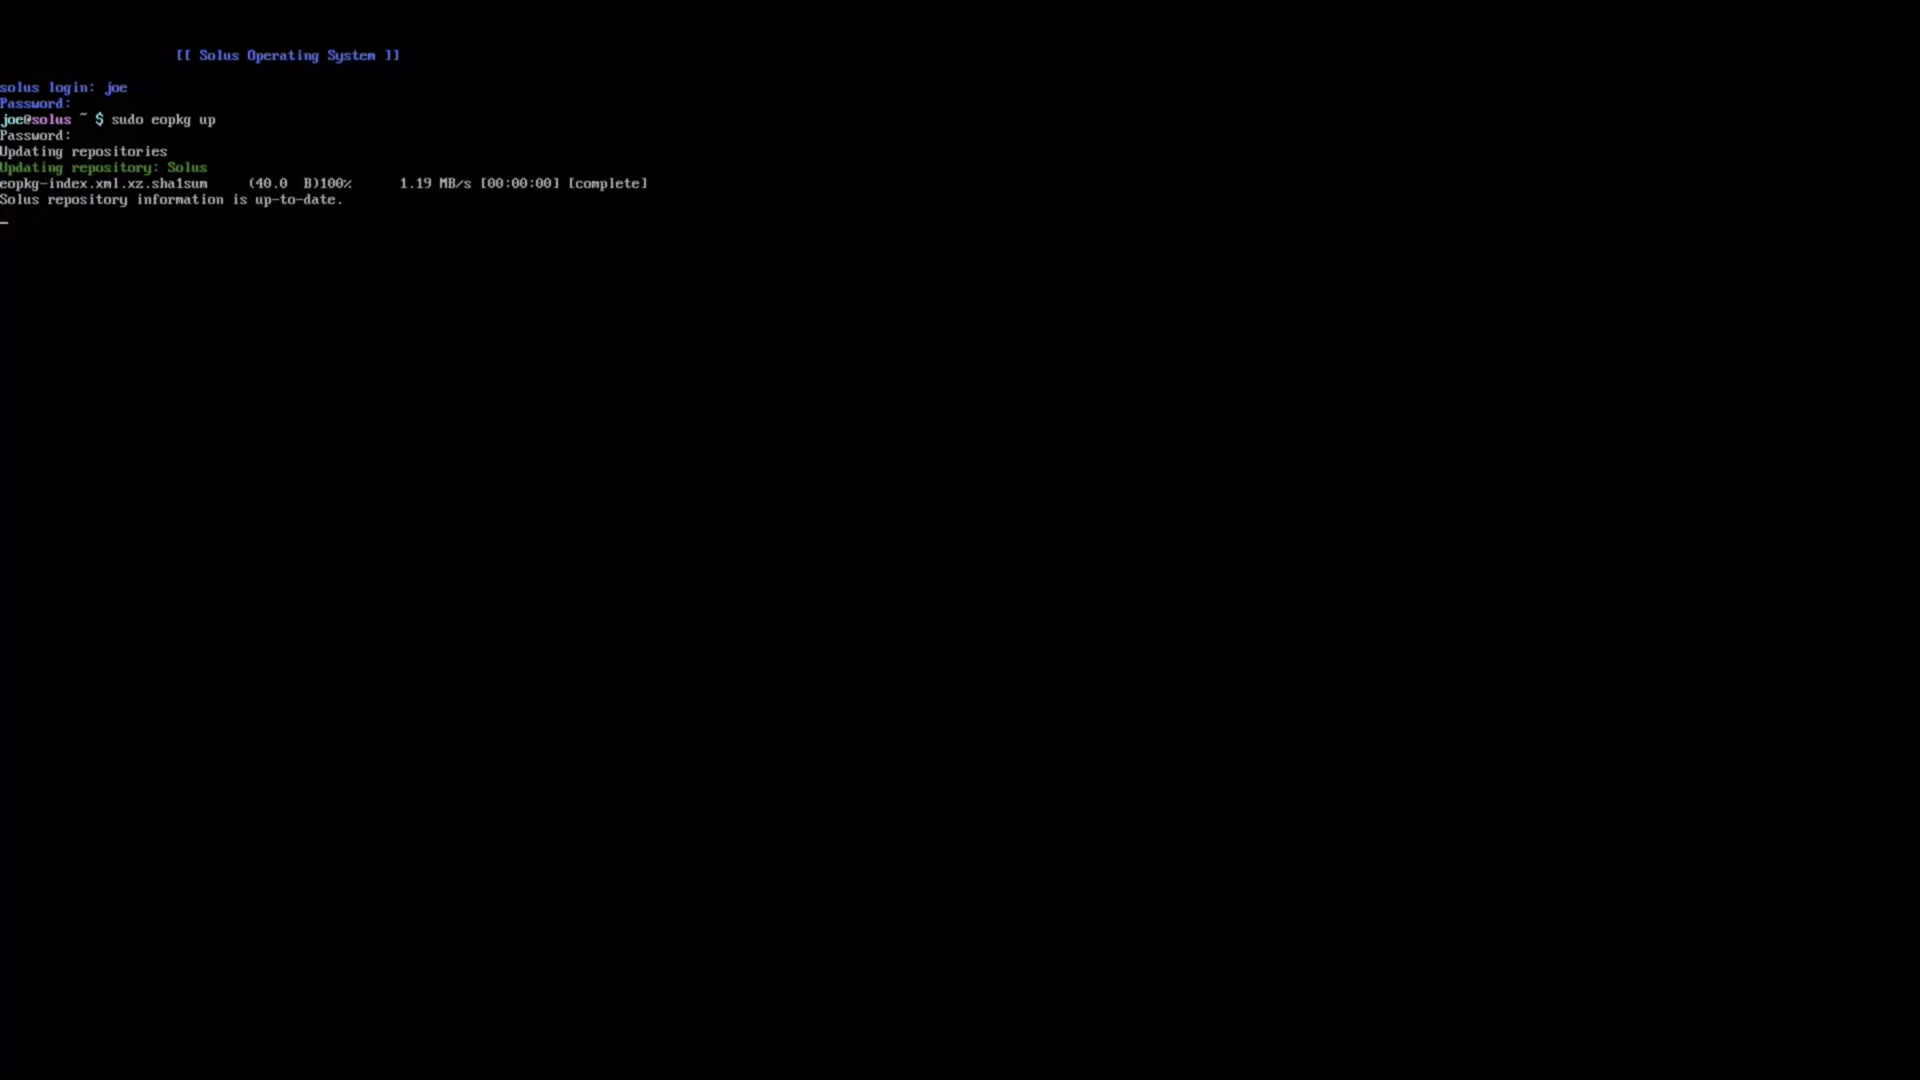 [[ Solus Operating System ]]
solus login: joe
Password:
joe@solus ~ $ sudo eopkg up
Password:
Updating repositories
Updating repository: Solus
eopkg-index.xml.xz.sha1sum     (40.0  B)100%      1.19 MB/s [00:00:00] [complete]
Solus repository information is up-to-date.